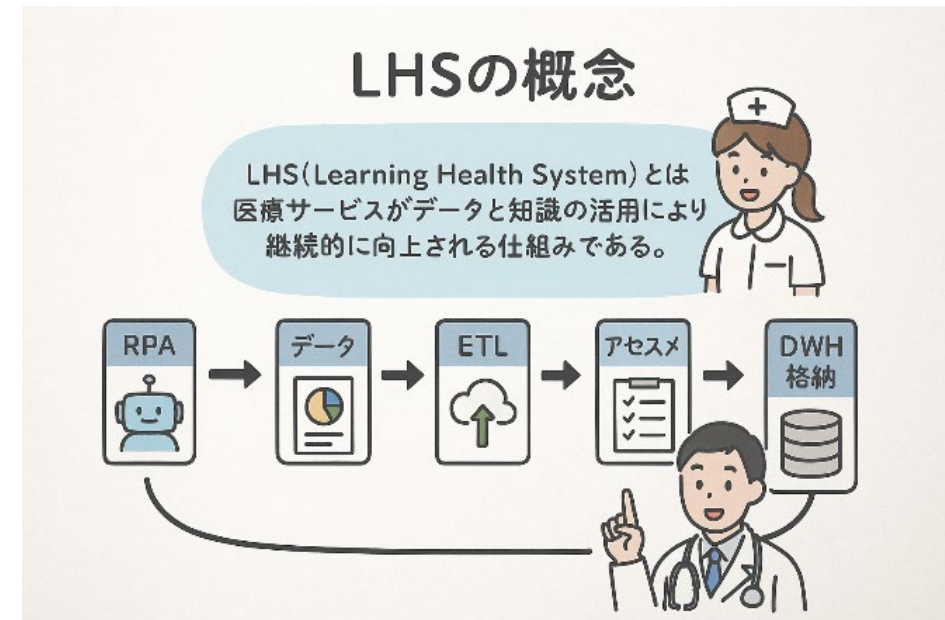 LHSの概念
LHS(Learning Health System)とは
医療サービスがデータと知識の活用により
継続的に向上される仕組みである。
RPA
データ
ETL
アセスメ
DWH
格納